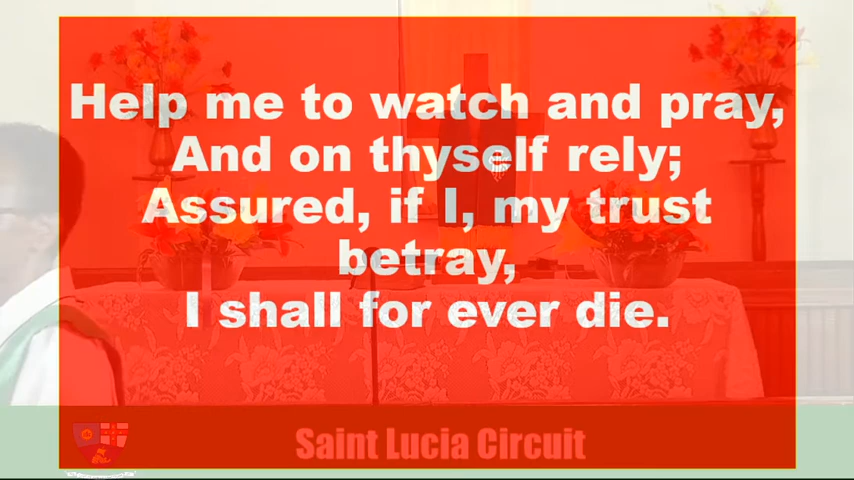 Help me to watch and pray,
And on thyself rely;
Assured, if I, my trust
betray,
I shall for ever die.
Saint Lucia Circuit